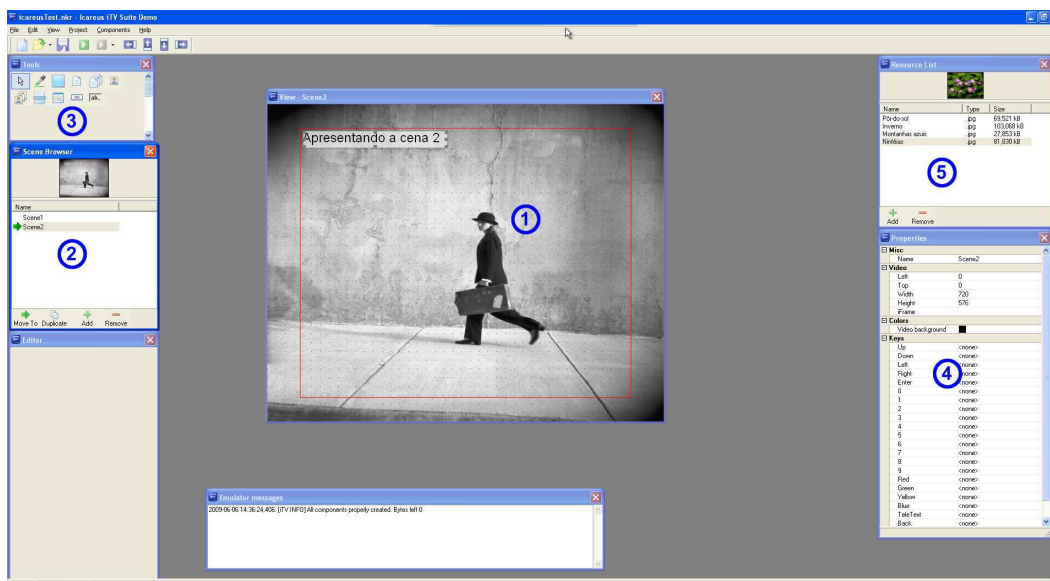 icareusTest.nkr - Icareus iTV Suite Demo
File Edit View Project Components Help
Tools
ab.
3
Scene Browser
Name
Scene1
Scene2
2
Move To Duplicate Add Remove
Editor
View - Scene2
Apresentando a cena 2
1
Emulator messages
2009-06-06 14:36:24,406: [iTV INFO] All components properly created. Bytes left 0
Resource List
Name Type Size
Pôr-do-sol .jpg 69,521 kB
Inverno .jpg 103,068 kB
Montanhas azuis .jpg 27,853 kB
Ninféias .jpg 81,830 kB
5
Add Remove
Properties
Misc
Name Scene2
Video
Left 0
Top 0
Width 720
Height 576
iFrame
Colors
Video background
Keys
Up <none>
Down <none>
Left <none>
Right <none>
Enter <none>
4
0 <none>
1 <none>
2 <none>
3 <none>
4 <none>
5 <none>
6 <none>
7 <none>
8 <none>
9 <none>
Red <none>
Green <none>
Yellow <none>
Blue <none>
TeleText <none>
Back <none>